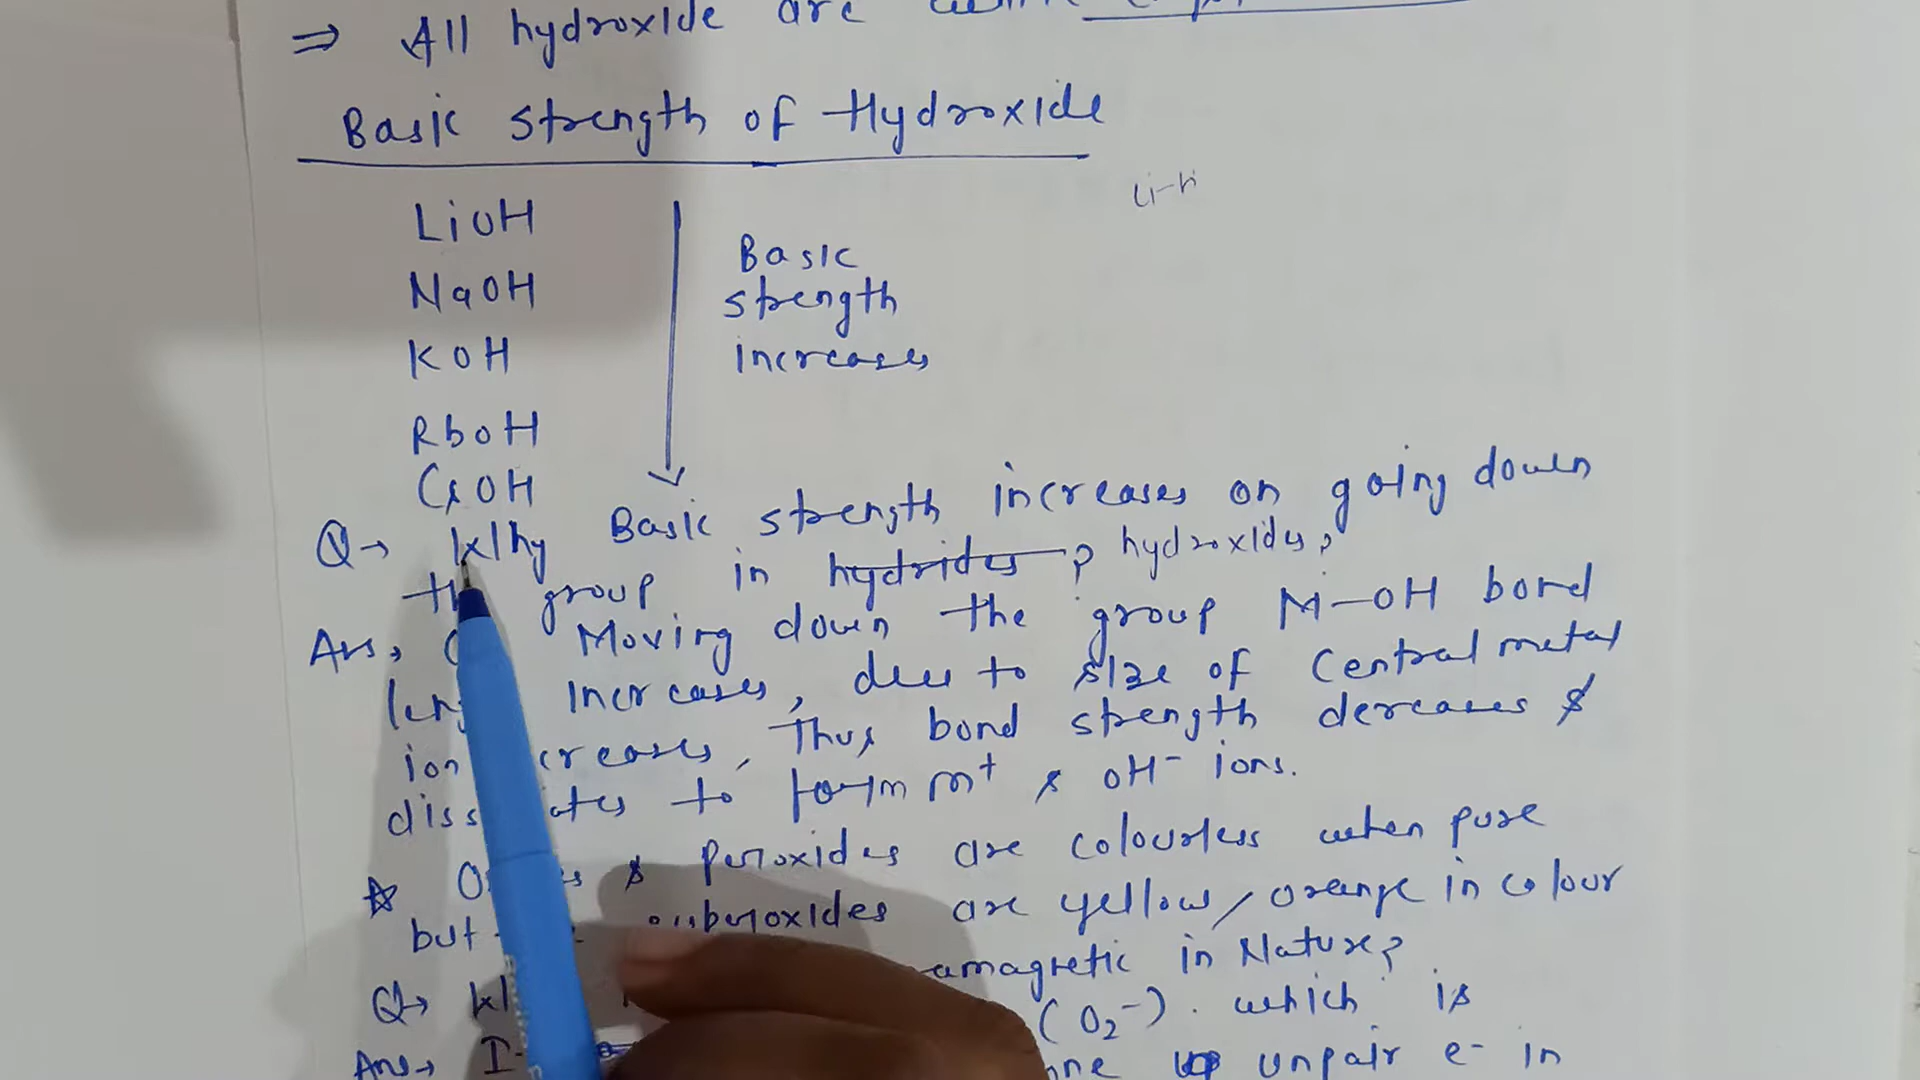 ⇒ All hydroxide are
Basic strength of Hydroxide
Li-H
LiOH
NaOH
KOH
RbOH
CsOH
Basic
strength
increases
Q→ Why Basic strength increases on going down
the group in hydrides ? hydroxides?
Ans, Moving down the group M-OH bond
increases, due to size of Central metal
ion increases, Thus bond strength decreases &
to form M⁺ & OH⁻ ions.
☆ & peroxides are colourless when pure
but superoxides are yellow/orange in colour
Q→ in Nature?
Ans→ (O₂⁻). which is
unpair e⁻ in